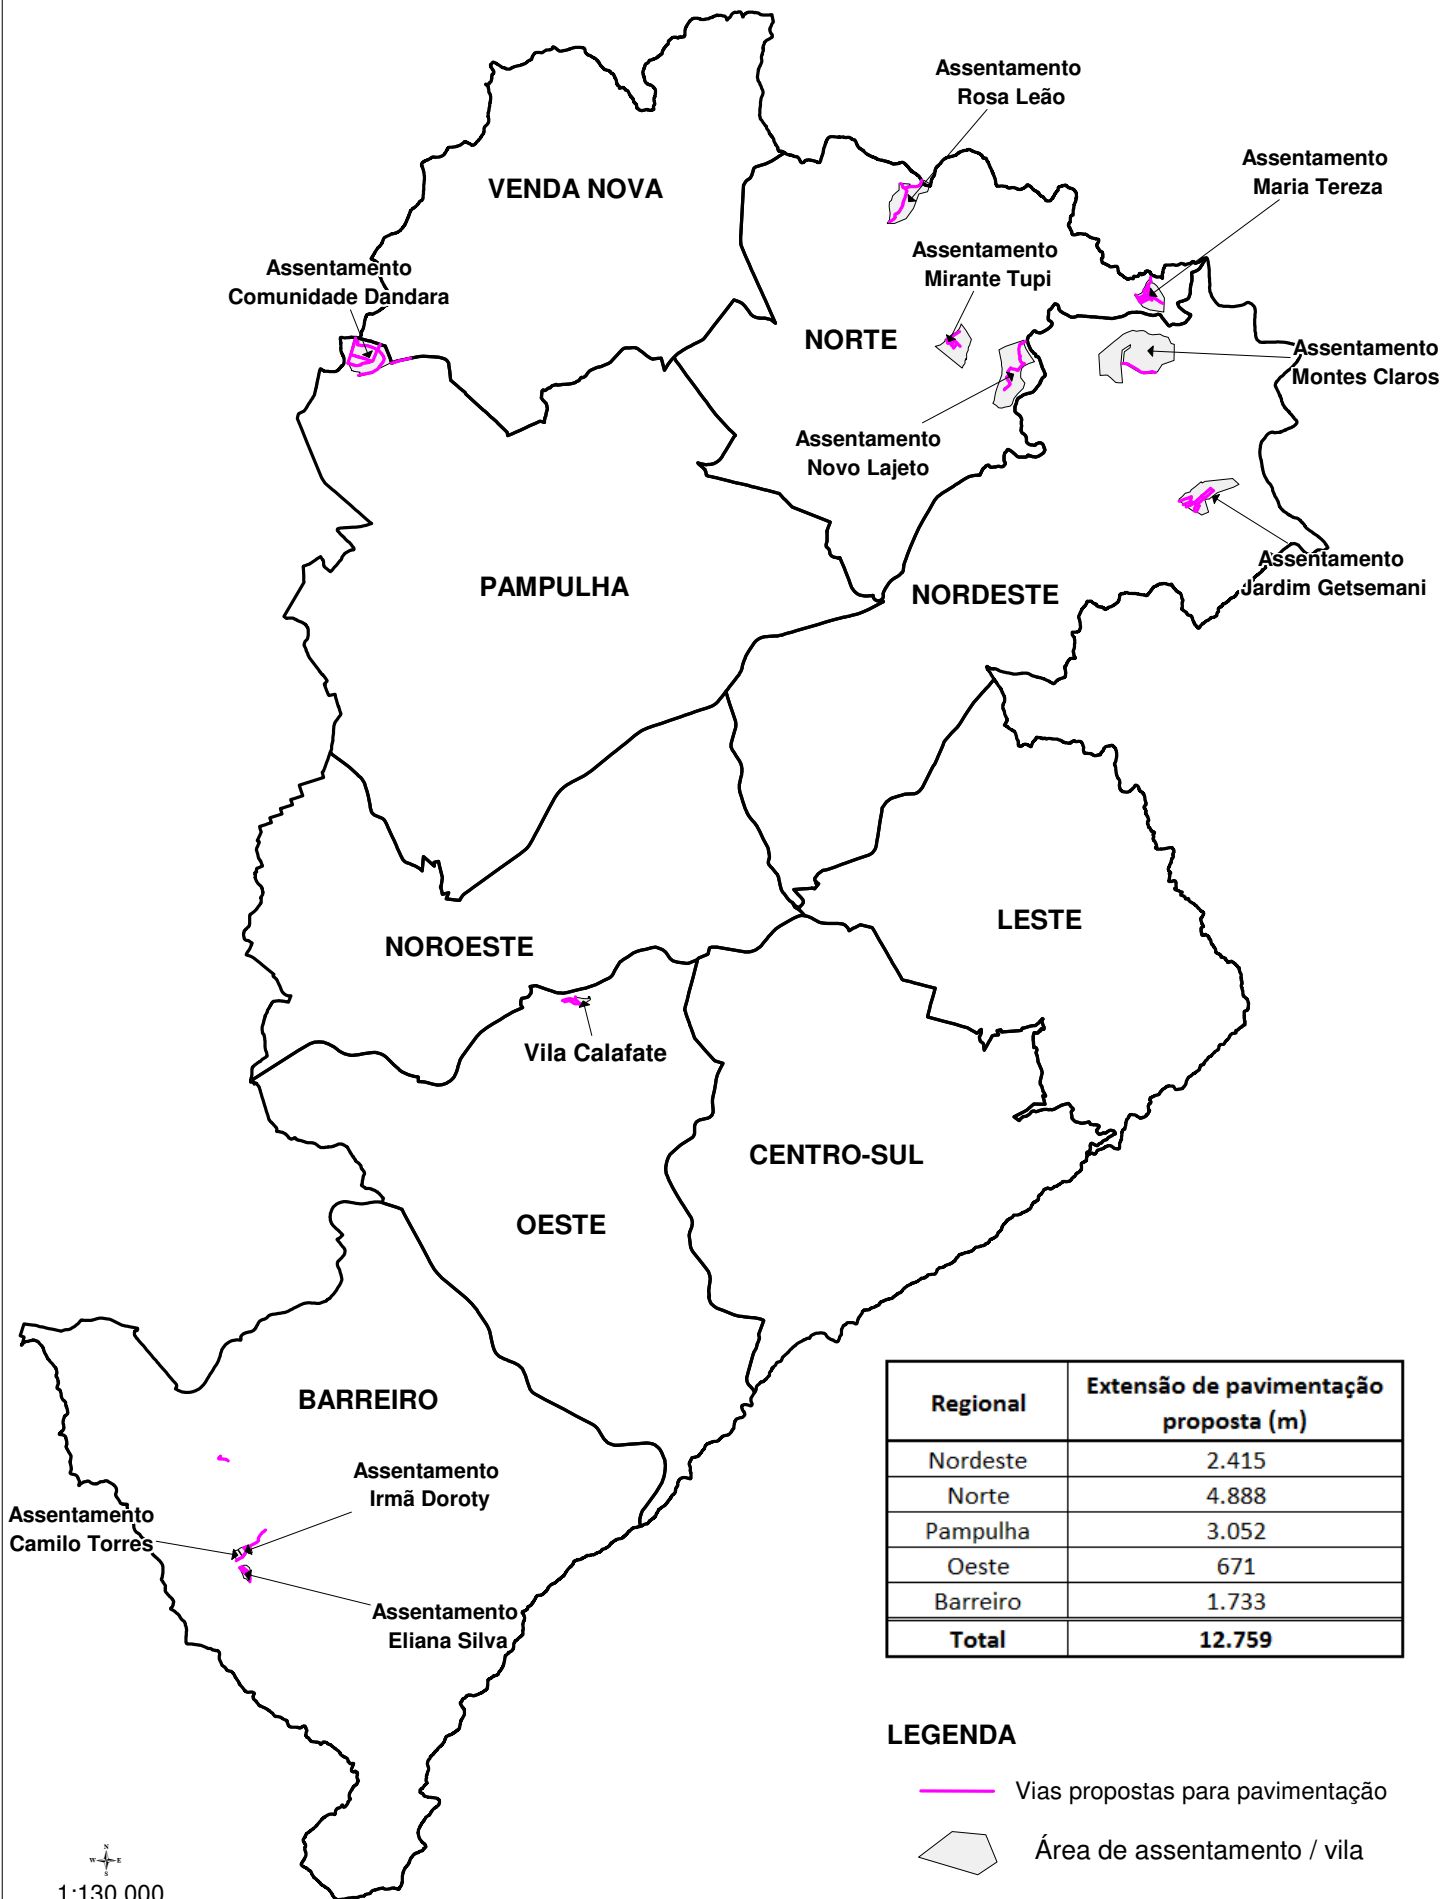 Assentamento
Rosa Leão
Assentamento
Maria Tereza
VENDA NOVA
Assentamento
Mirante Tupi
Assentamento
Comunidade Dandara
NORTE
Assentamento
Montes Claros
Assentamento
Novo Lajeto
Assentamento
Jardim Getsemani
PAMPULHA
NORDESTE
LESTE
NOROESTE
Vila Calafate
CENTRO-SUL
OESTE
BARREIRO
Assentamento
Irmã Doroty
Assentamento
Camilo Torres
Assentamento
Eliana Silva
Regional Extensão de pavimentação
proposta (m)
Nordeste 2.415
Norte 4.888
Pampulha 3.052
Oeste 671
Barreiro 1.733
Total 12.759
LEGENDA
Vias propostas para pavimentação
Área de assentamento / vila
N
W E
S
1:130.000